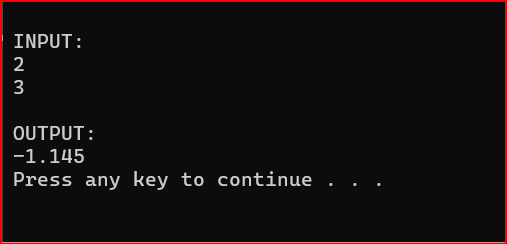 INPUT:
2
3
OUTPUT:
-1.145
Press any key to continue . . .